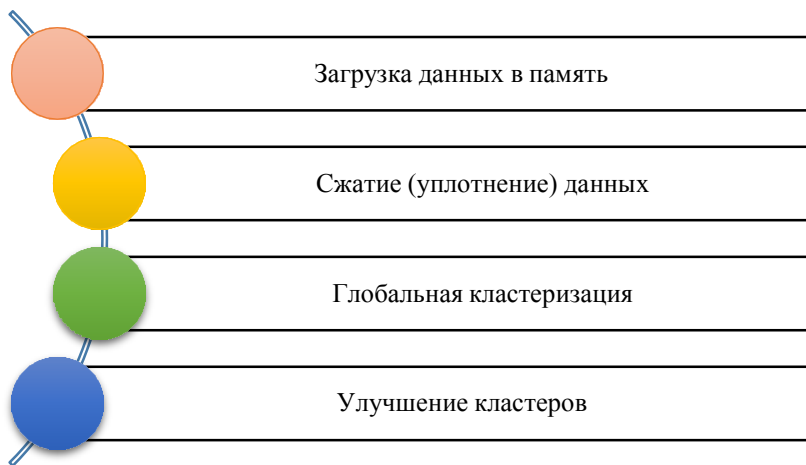 Загрузка данных в память
Сжатие (уплотнение) данных
Глобальная кластеризация
Улучшение кластеров